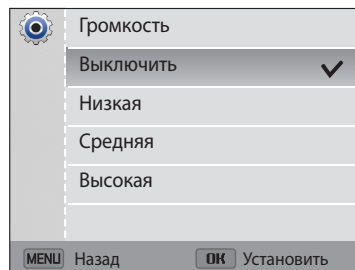 Громкость
Выключить
Низкая
Средняя
Высокая
MENU Назад OK Установить